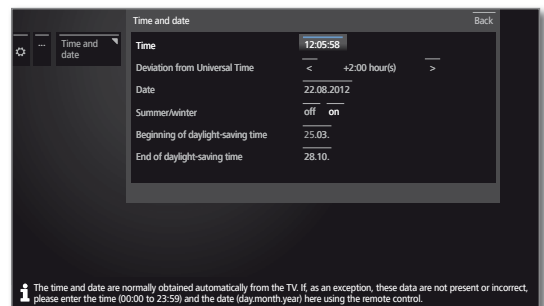 Time and date Back
... Time and date
Time 12:05:58
Deviation from Universal Time < +2:00 hour(s) >
Date 22.08.2012
Summer/winter off on
Beginning of daylight-saving time 25.03.
End of daylight-saving time 28.10.
i The time and date are normally obtained automatically from the TV. If, as an exception, these data are not present or incorrect,
please enter the time (00:00 to 23:59) and the date (day.month.year) here using the remote control.